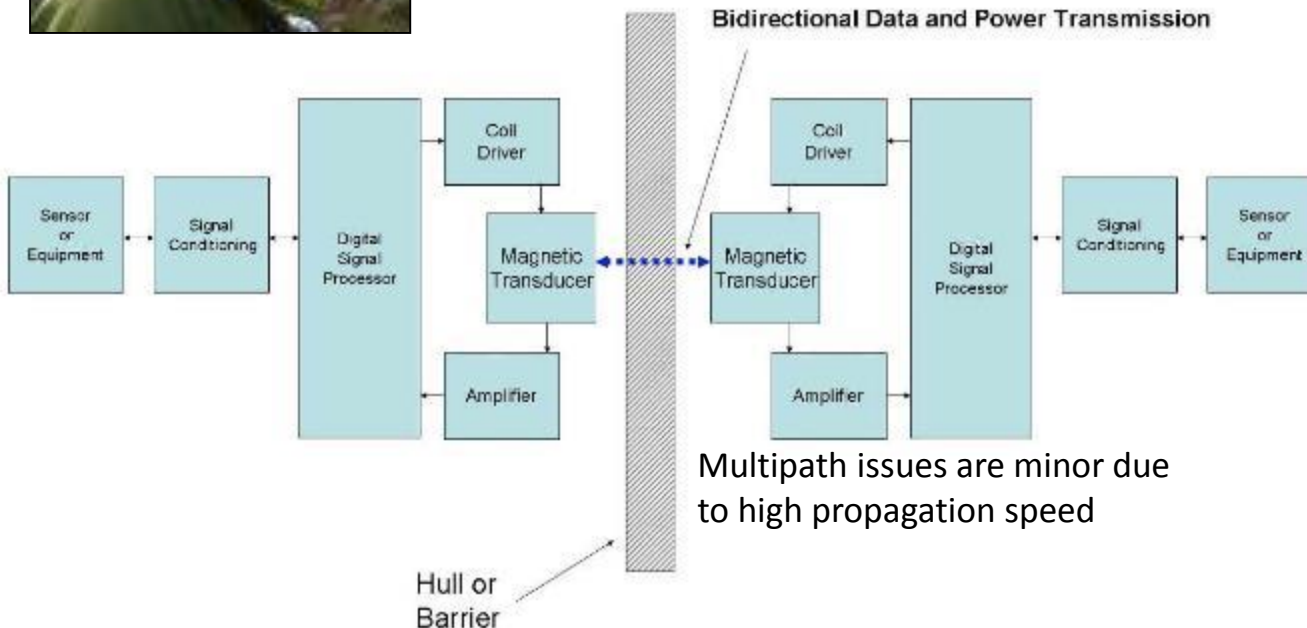 Bidirectional Data and Power Transmission
Sensor
or
Equipment
Signal
Conditioning
Digital
Signal
Processor
Coil
Driver
Magnetic
Transducer
Amplifier
Coil
Driver
Magnetic
Transducer
Amplifier
Digital
Signal
Processor
Signal
Conditioning
Sensor
or
Equipment
Multipath issues are minor due
to high propagation speed
Hull or
Barrier